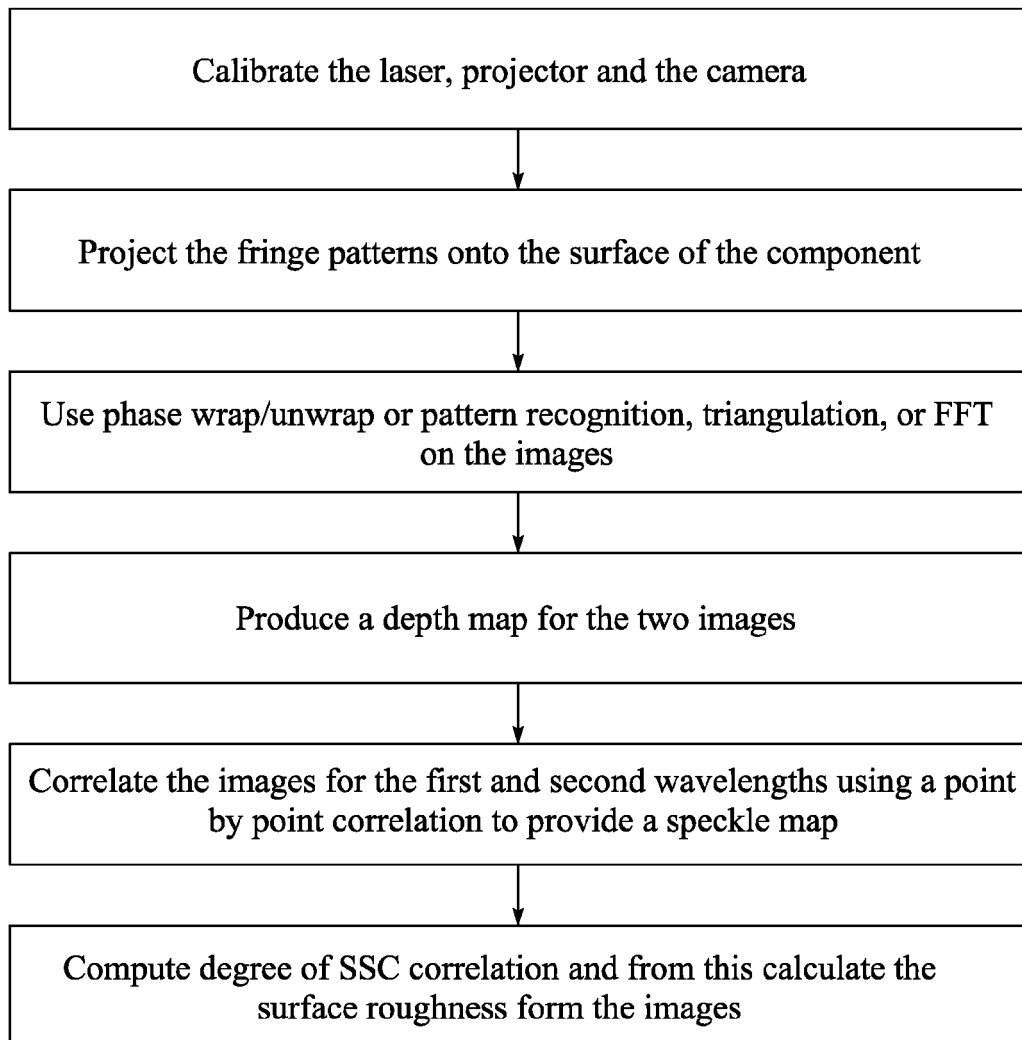 Calibrate the laser, projector and the camera
Project the fringe patterns onto the surface of the component
Use phase wrap/unwrap or pattern recognition, triangulation, or FFT
on the images
Produce a depth map for the two images
Correlate the images for the first and second wavelengths using a point
by point correlation to provide a speckle map
Compute degree of SSC correlation and from this calculate the
surface roughness form the images